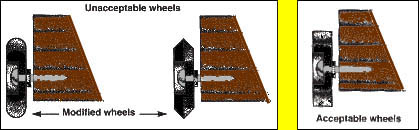 Unacceptable wheels
Modified wheels
Acceptable wheels